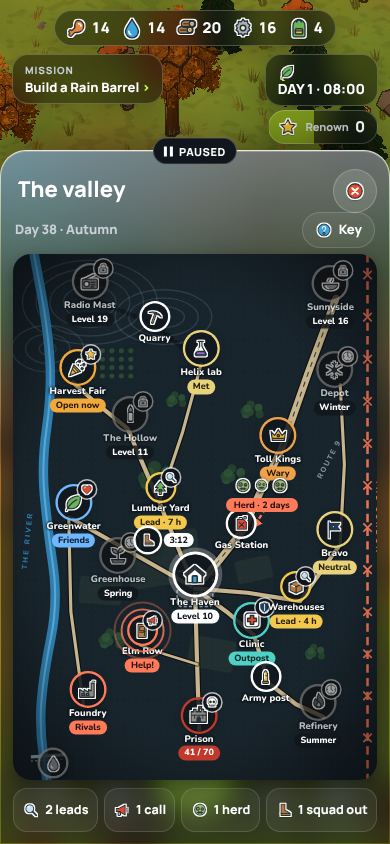 14
14
20
16
4
MISSION
Build a Rain Barrel ›
DAY 1 · 08:00
Renown 0
PAUSED
The valley
Day 38 · Autumn
Key
Radio Mast
Level 19
Quarry
Sunnyside
Level 16
Helix lab
Met
Harvest Fair
Open now
Depot
Winter
The Hollow
Level 11
Toll Kings
Wary
ROUTE 9
Lumber Yard
Lead · 7 h
Herd · 2 days
Greenwater
Friends
3:12
Gas Station
Bravo
Neutral
THE RIVER
Greenhouse
Spring
The Haven
Level 10
Warehouses
Lead · 4 h
Elm Row
Help!
Clinic
Outpost
Army post
Foundry
Rivals
Refinery
Summer
Prison
41 / 70
2 leads
1 call
1 herd
1 squad out